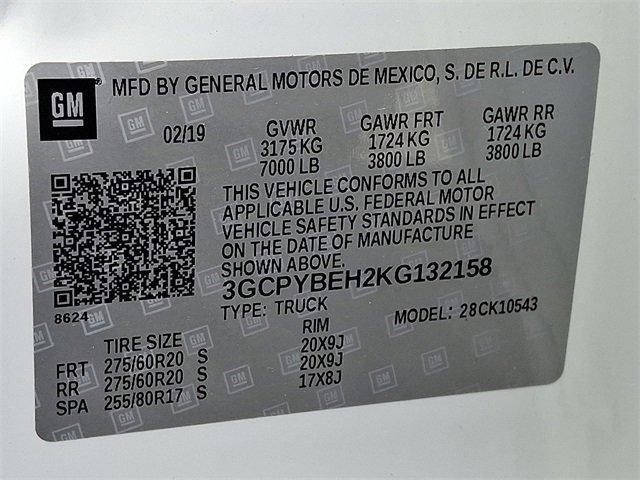 GM
MFD BY GENERAL MOTORS DE MEXICO, S. DE R.L. DE C.V.
02/19 GVWR GAWR FRT GAWR RR
3175 KG 1724 KG 1724 KG
7000 LB 3800 LB 3800 LB
THIS VEHICLE CONFORMS TO ALL
APPLICABLE U.S. FEDERAL MOTOR
VEHICLE SAFETY STANDARDS IN EFFECT
ON THE DATE OF MANUFACTURE
SHOWN ABOVE.
3GCPYBEH2KG132158
8624
TYPE: TRUCK MODEL: 28CK10543
TIRE SIZE RIM
FRT 275/60R20 S 20X9J
RR 275/60R20 S 20X9J
SPA 255/80R17 S 17X8J